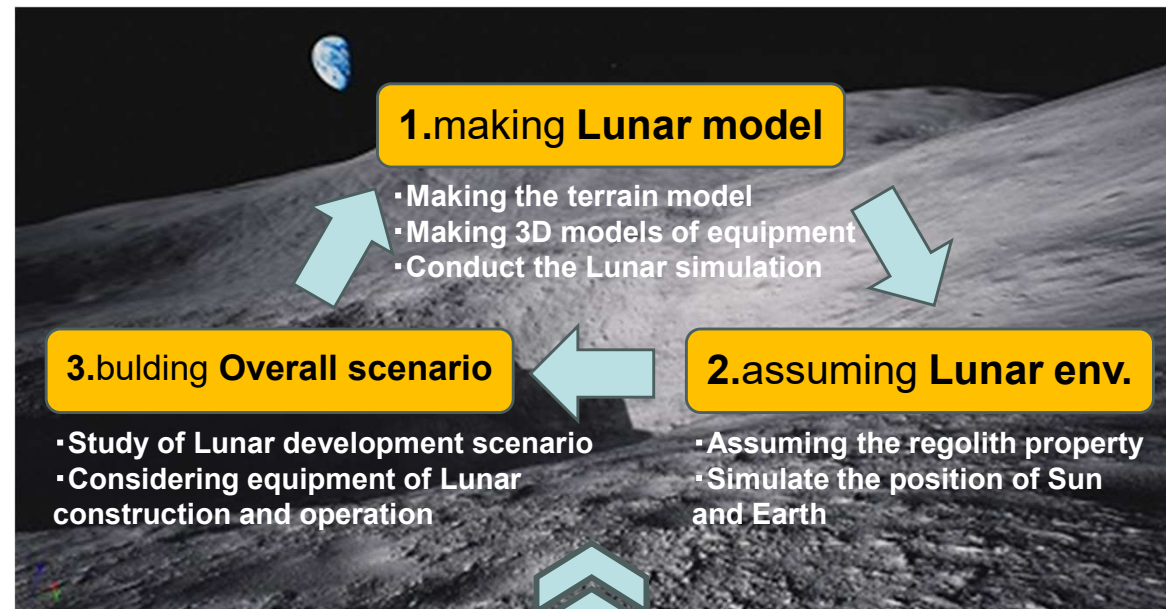 1.making Lunar model
・Making the terrain model
・Making 3D models of equipment
・Conduct the Lunar simulation
3.bulding Overall scenario
・Study of Lunar development scenario
・Considering equipment of Lunar
construction and operation
2.assuming Lunar env.
・Assuming the regolith property
・Simulate the position of Sun
and Earth